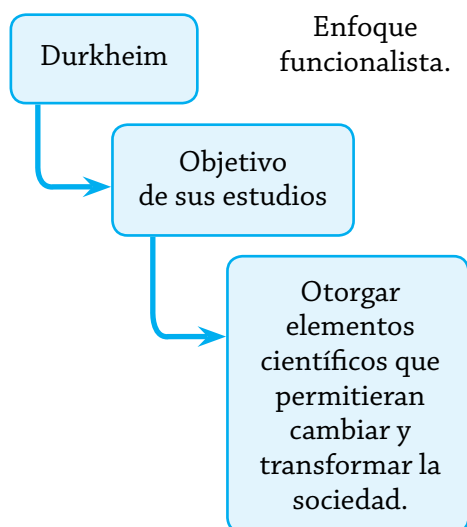 Durkheim
Enfoque
funcionalista.
Objetivo
de sus estudios
Otorgar
elementos
científicos que
permitieran
cambiar y
transformar la
sociedad.